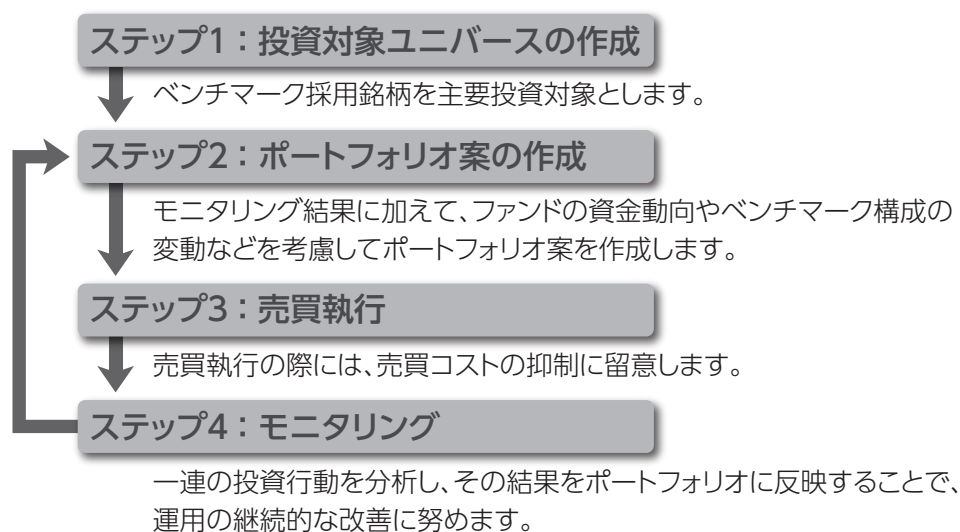 ステップ1：投資対象ユニバースの作成
ベンチマーク採用銘柄を主要投資対象とします。
ステップ2：ポートフォリオ案の作成
モニタリング結果に加えて、ファンドの資金動向やベンチマーク構成の
変動などを考慮してポートフォリオ案を作成します。
ステップ3：売買執行
売買執行の際には、売買コストの抑制に留意します。
ステップ4：モニタリング
一連の投資行動を分析し、その結果をポートフォリオに反映することで、
運用の継続的な改善に努めます。